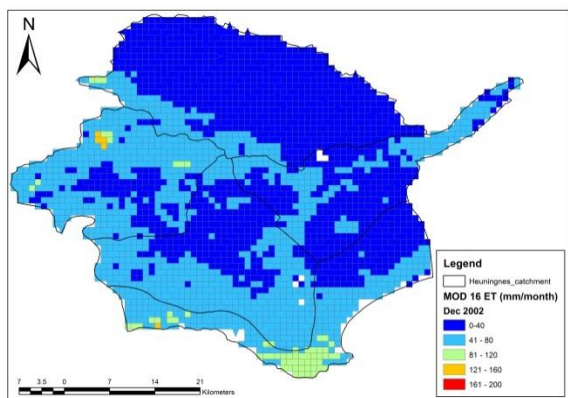 N
Legend
Heuningnes_catchment
MOD 16 ET (mm/month)
Dec 2002
0-40
41 - 80
81 - 120
121 - 160
161 - 200
7 3.5 0 7 14 21
Kilometers